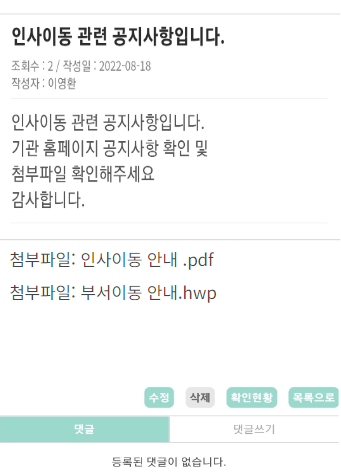 인사이동 관련 공지사항입니다.
조회수 : 2 / 작성일 : 2022-08-18
작성자 : 이영환
인사이동 관련 공지사항입니다.
기관 홈페이지 공지사항 확인 및
첨부파일 확인해주세요
감사합니다.
첨부파일: 인사이동 안내 .pdf
첨부파일: 부서이동 안내.hwp
수정 삭제 확인현황 목록으로
댓글 댓글쓰기
등록된 댓글이 없습니다.